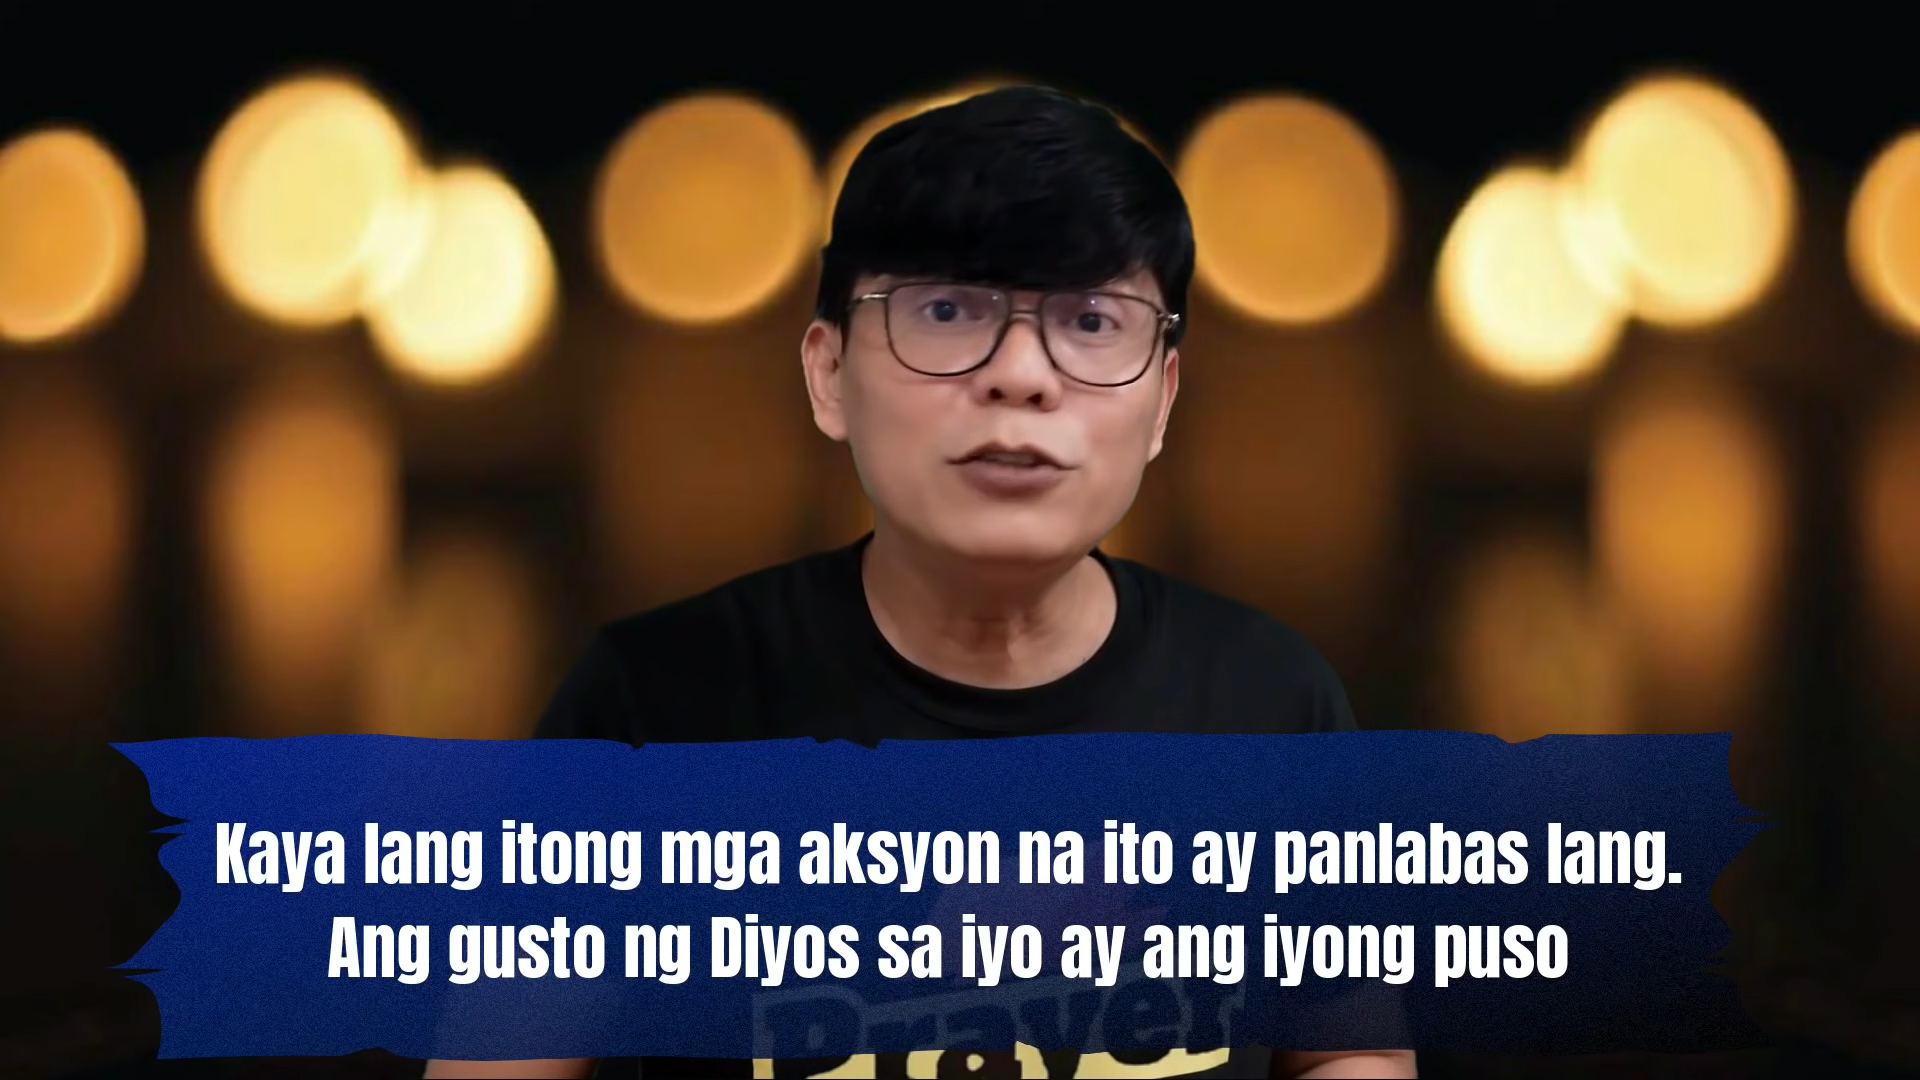 Kaya lang itong mga aksyon na ito ay panlabas lang.
Ang gusto ng Diyos sa iyo ay ang iyong puso
Prayer